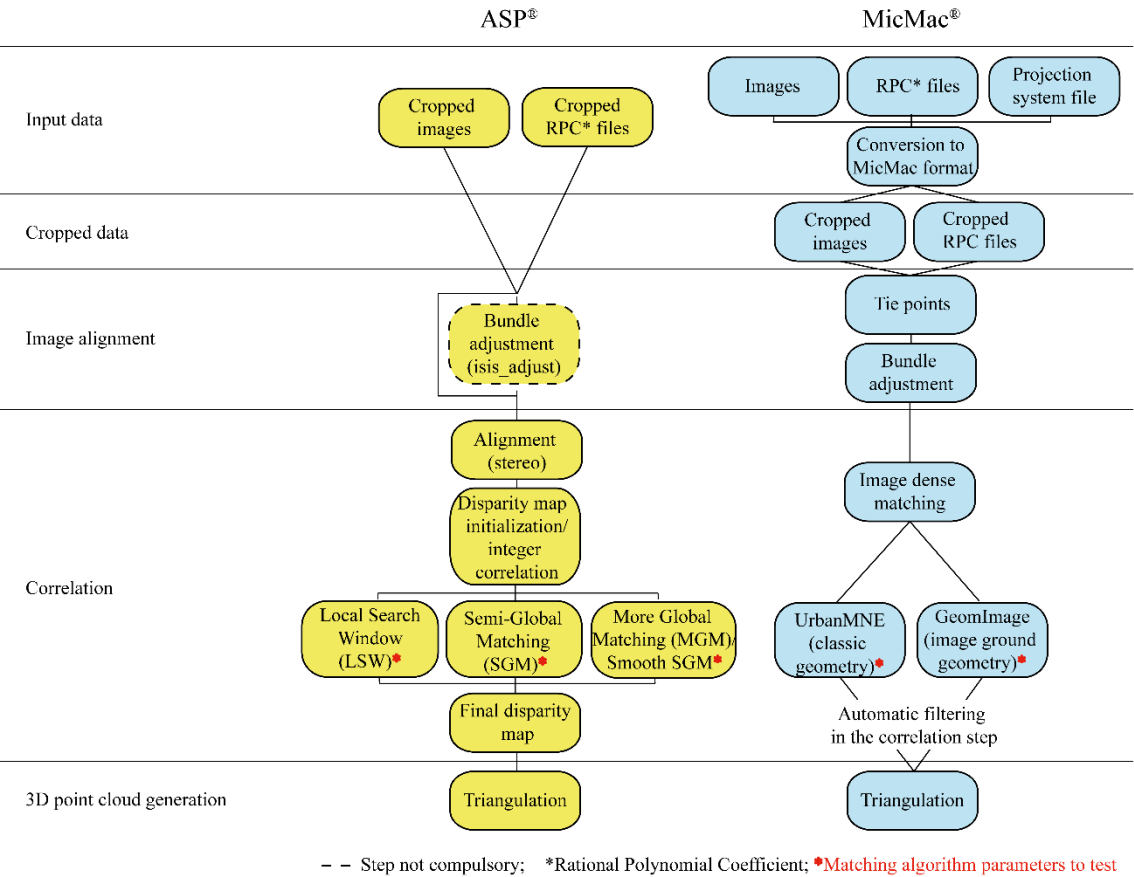 ASP®
MicMac®
Input data
Cropped
images
Cropped
RPC* files
Images
RPC* files
Projection
system file
Conversion to
MicMac format
Cropped data
Cropped
images
Cropped
RPC files
Image alignment
Bundle
adjustment
(isis_adjust)
Tie points
Bundle
adjustment
Correlation
Alignment
(stereo)
Disparity map
initialization/
integer
correlation
Local Search
Window
(LSW)*
Semi-Global
Matching
(SGM)*
More Global
Matching (MGM)/
Smooth SGM*
Final disparity
map
Image dense
matching
UrbanMNE
(classic
geometry)*
GeomImage
(image ground
geometry)*
Automatic filtering
in the correlation step
3D point cloud generation
Triangulation
Triangulation
– – Step not compulsory; *Rational Polynomial Coefficient; *Matching algorithm parameters to test